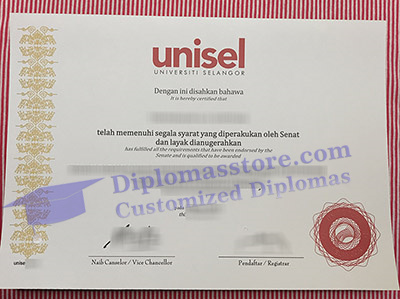 unisel
UNIVERSITI SELANGOR
Dengan ini disahkan bahawa
It is hereby certified that
telah memenuhi segala syarat yang diperakukan oleh Senat
dan layak dianugerahkan
has fulfilled all the requirements that have been endorsed by the
Senate and is qualified to be awarded
Diplomasstore.com
Customized Diplomas
the
Naib Canselor / Vice Chancellor
Pendaftar / Registrar
unise